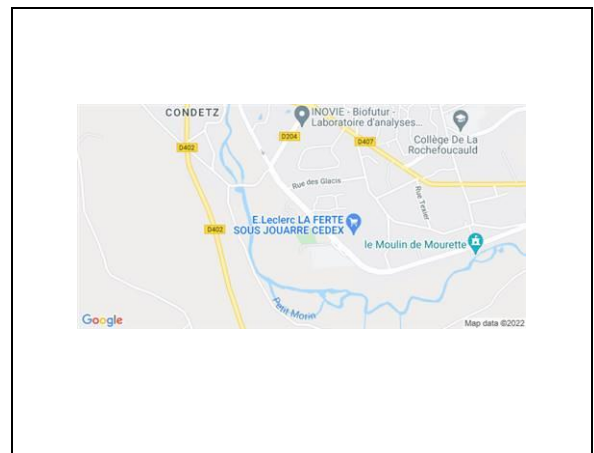 CONDETZ
INOVIE - Biofutur -
Laboratoire d'analyses...
D204
D402
D407
Collège De La
Rochefoucauld
Rue des Glacis
Rue Texier
E.Leclerc LA FERTE
SOUS JOUARRE CEDEX
D402
le Moulin de Mourette
Petit Morin
Google
Map data ©2022